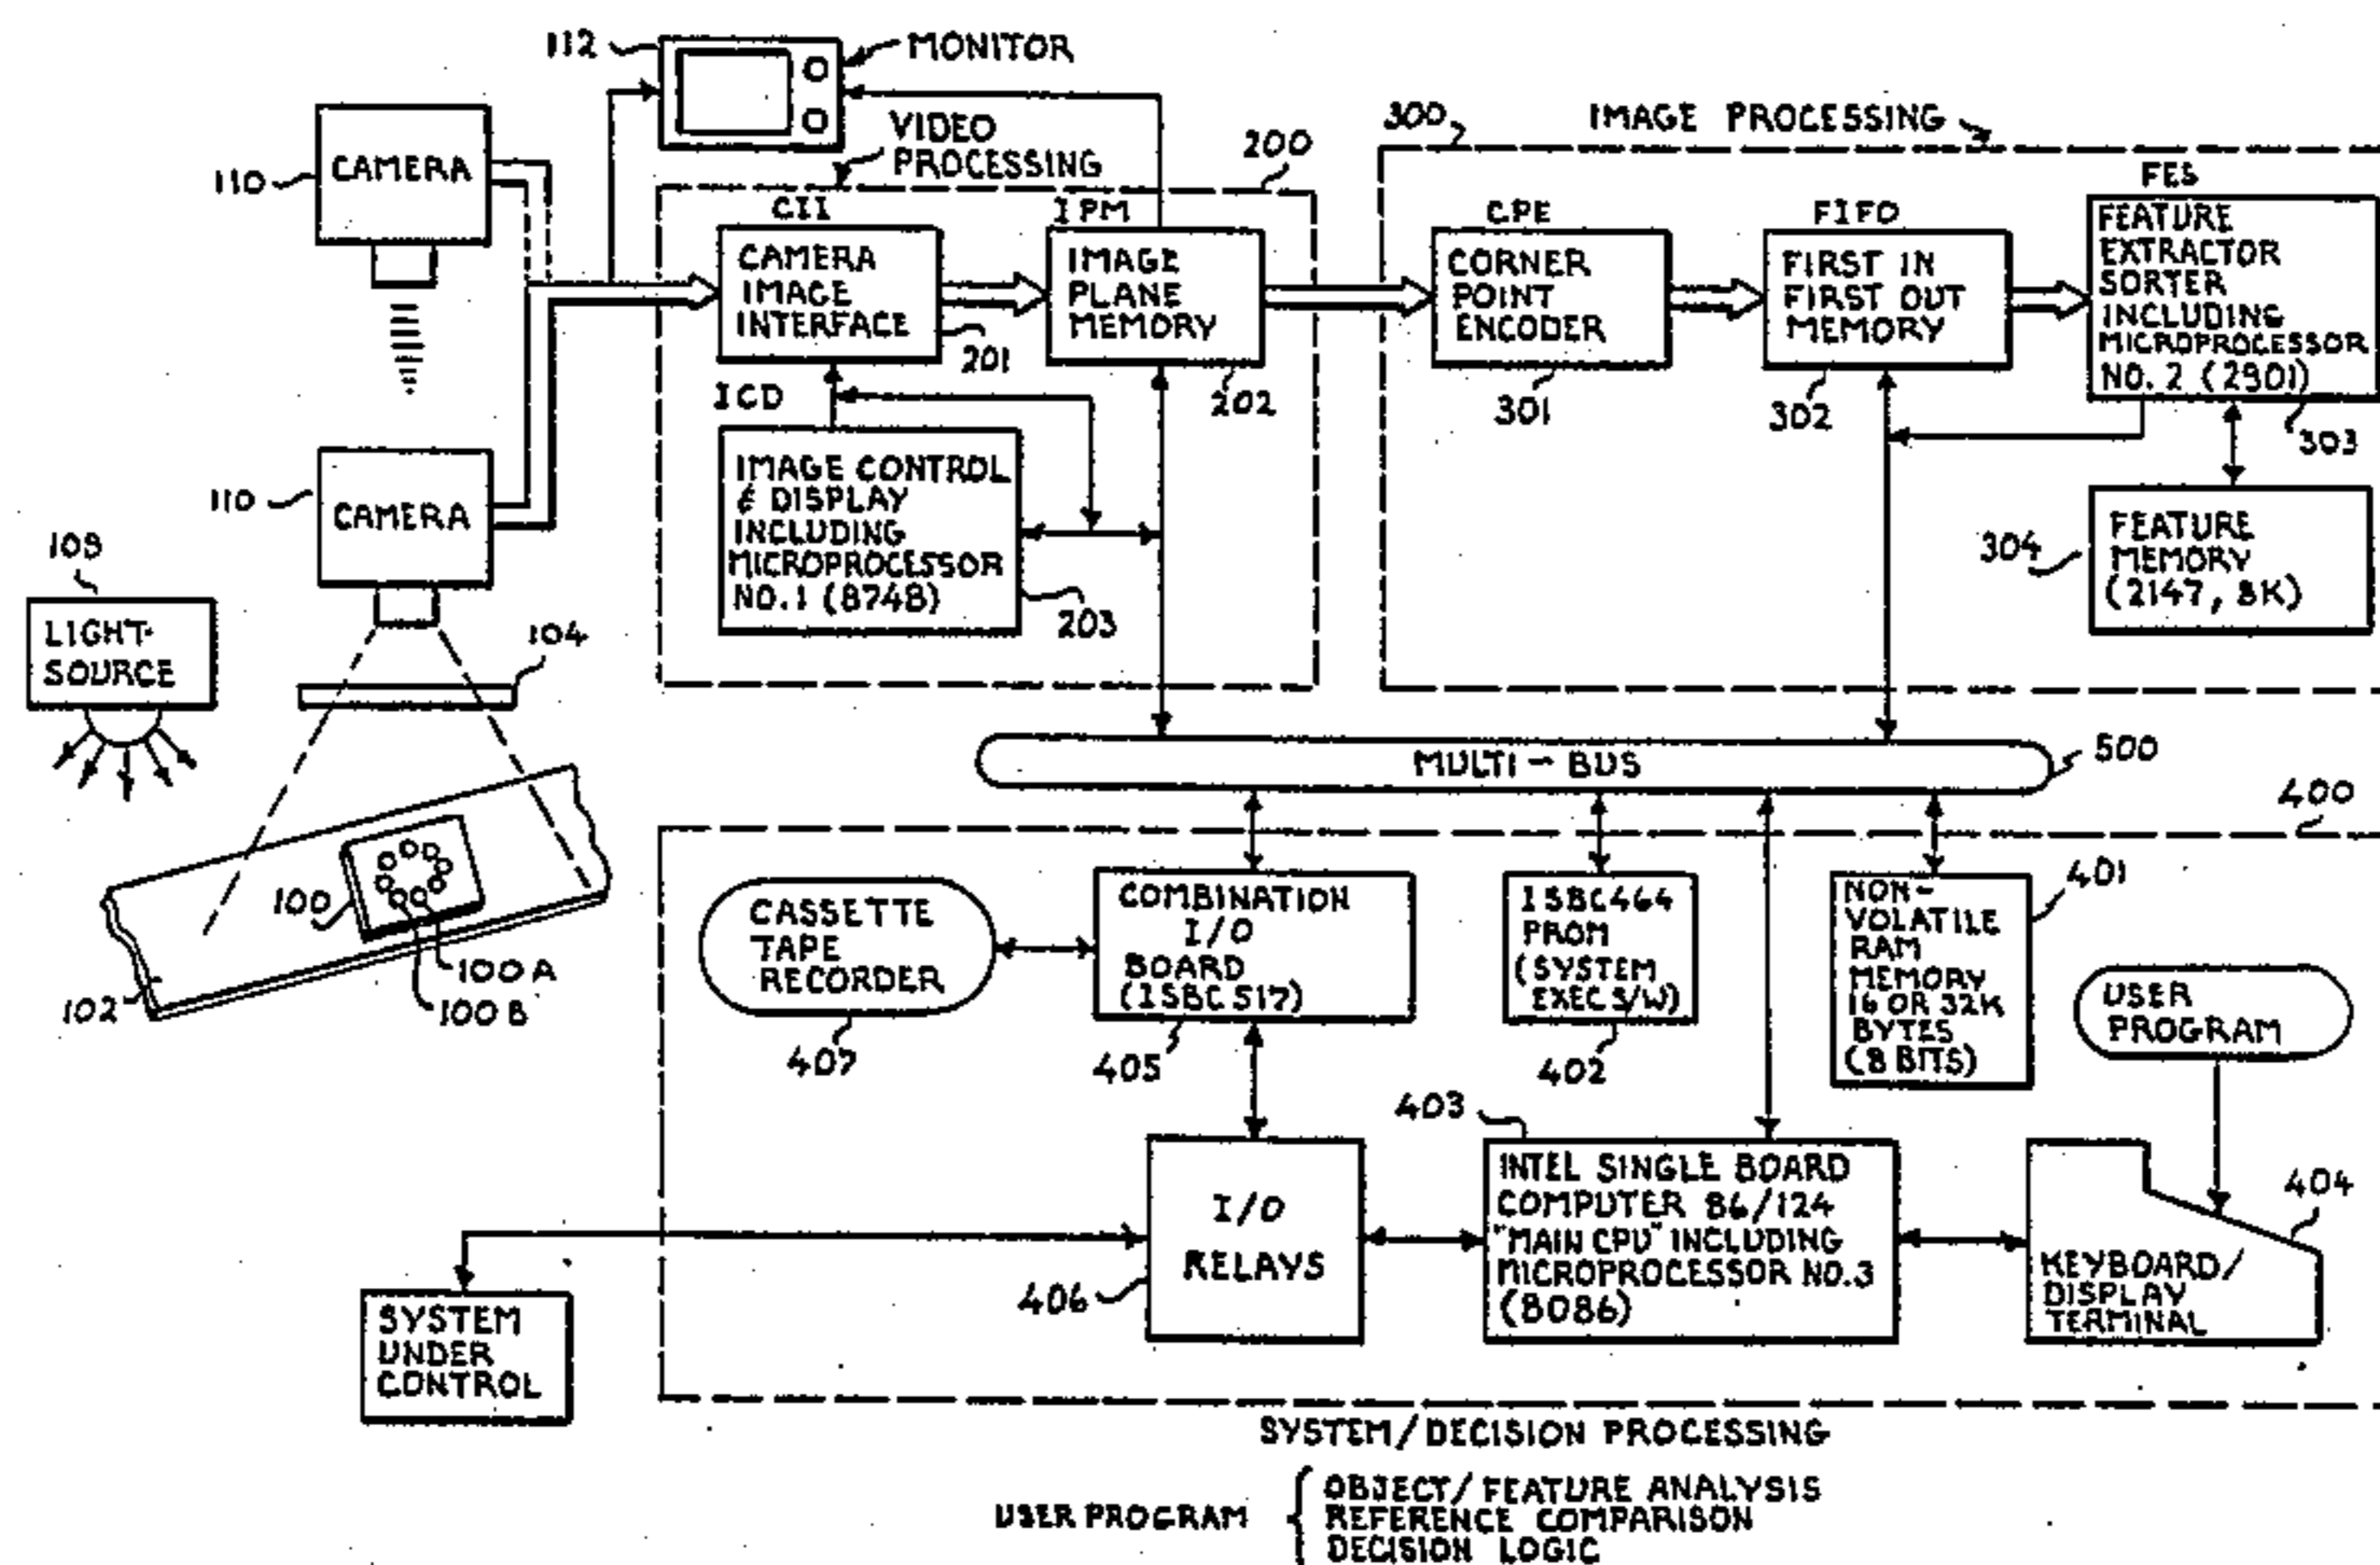 112
MONITOR
CAMERA
110
VIDEO
PROCESSING
200
300
IMAGE PROCESSING
CII
CAMERA
IMAGE
INTERFACE
201
IPM
IMAGE
PLANE
MEMORY
202
CPE
CORNER
POINT
ENCODER
301
FIFO
FIRST IN
FIRST OUT
MEMORY
302
FES
FEATURE
EXTRACTOR
SORTER
INCLUDING
MICROPROCESSOR
NO. 2 (2901)
303
ICD
IMAGE CONTROL
& DISPLAY
INCLUDING
MICROPROCESSOR
NO. 1 (8748)
203
FEATURE
MEMORY
(2147, 8K)
304
110
CAMERA
108
LIGHT-
SOURCE
104
100
100A
100B
102
MULTI-BUS
500
400
CASSETTE
TAPE
RECORDER
407
COMBINATION
I/O
BOARD
(ISBC 517)
405
ISBC464
PROM
(SYSTEM
EXEC S/W)
402
NON-
VOLATILE
RAM
MEMORY
16 OR 32K
BYTES
(8 BITS)
401
USER
PROGRAM
I/O
RELAYS
406
403
INTEL SINGLE BOARD
COMPUTER 86/124
"MAIN CPU" INCLUDING
MICROPROCESSOR NO.3
(8086)
404
KEYBOARD/
DISPLAY
TERMINAL
SYSTEM
UNDER
CONTROL
SYSTEM/DECISION PROCESSING
USER PROGRAM
OBJECT/FEATURE ANALYSIS
REFERENCE COMPARISON
DECISION LOGIC